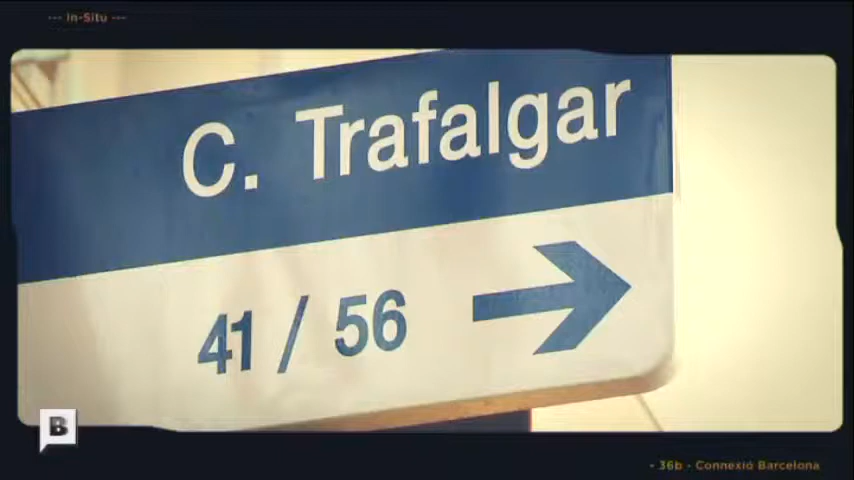 --- In-Situ ---
C. Trafalgar
41 / 56
B
- 36b - Connexió Barcelona